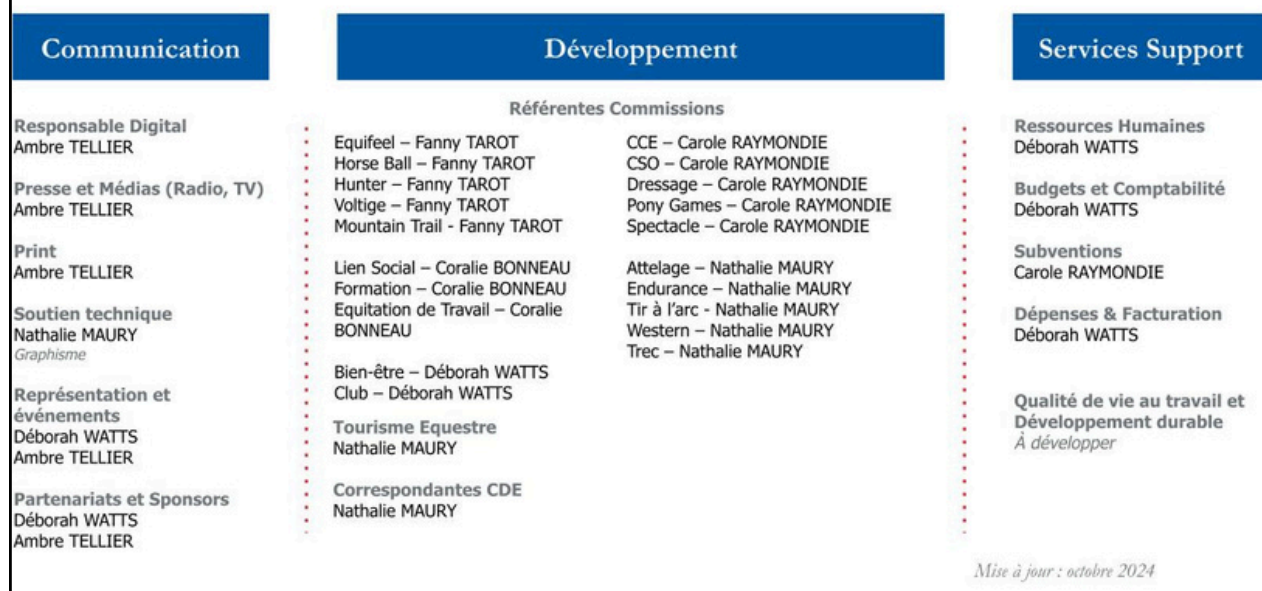 Communication
Responsable Digital
Ambre TELLIER
Presse et Médias (Radio, TV)
Ambre TELLIER
Print
Ambre TELLIER
Soutien technique
Nathalie MAURY
Graphisme
Représentation et
événements
Déborah WATTS
Ambre TELLIER
Partenariats et Sponsors
Déborah WATTS
Ambre TELLIER
Développement
Référentes Commissions
Equifeel – Fanny TAROT
Horse Ball – Fanny TAROT
Hunter – Fanny TAROT
Voltige – Fanny TAROT
Mountain Trail - Fanny TAROT
Lien Social – Coralie BONNEAU
Formation – Coralie BONNEAU
Equitation de Travail – Coralie
BONNEAU
Bien-être – Déborah WATTS
Club – Déborah WATTS
CCE – Carole RAYMONDIE
CSO – Carole RAYMONDIE
Dressage – Carole RAYMONDIE
Pony Games – Carole RAYMONDIE
Spectacle – Carole RAYMONDIE
Attelage – Nathalie MAURY
Endurance – Nathalie MAURY
Tir à l'arc - Nathalie MAURY
Western – Nathalie MAURY
Trec – Nathalie MAURY
Tourisme Equestre
Nathalie MAURY
Correspondantes CDE
Nathalie MAURY
Services Support
Ressources Humaines
Déborah WATTS
Budgets et Comptabilité
Déborah WATTS
Subventions
Carole RAYMONDIE
Dépenses & Facturation
Déborah WATTS
Qualité de vie au travail et
Développement durable
À développer
Mise à jour : octobre 2024